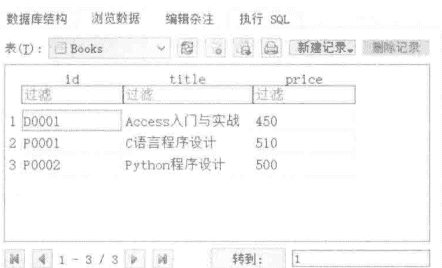 数据库结构 浏览数据 编辑杂注 执行 SQL
表(T): Books 新建记录 删除记录
id title price
过滤 过滤 过滤
1 D0001 Access入门与实战 450
2 P0001 C语言程序设计 510
3 P0002 Python程序设计 500
1 - 3 / 3 转到: 1